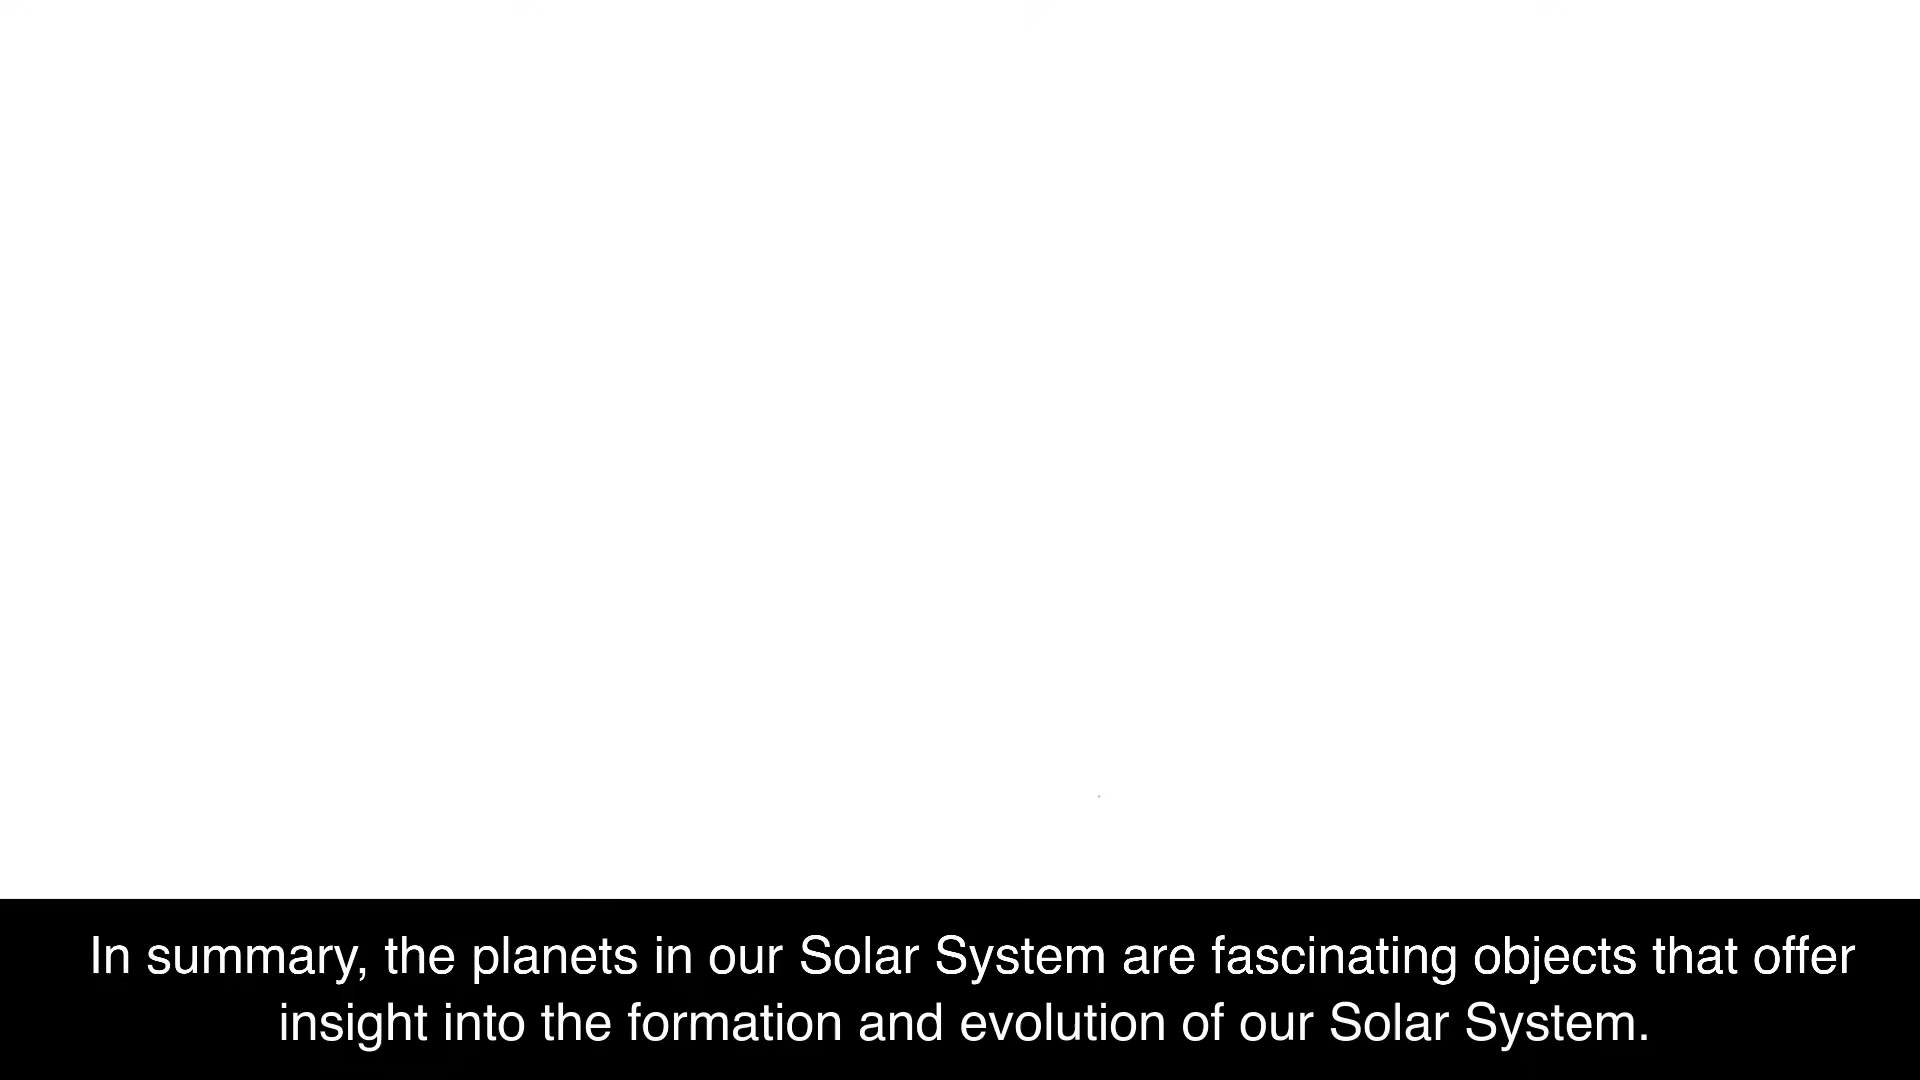 In summary, the planets in our Solar System are fascinating objects that offer
insight into the formation and evolution of our Solar System.